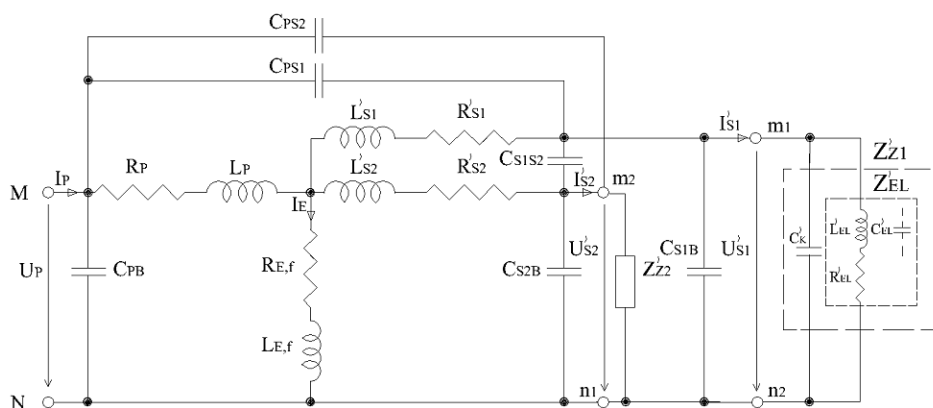 CPS2
CPS1
L'S1
R'S1
I'S1
m1
Z'Z1
RP
LP
L'S2
R'S2
CS1S2
m2
Z'EL
M
IP
IE
I'S2
C'K
L'EL
C'EL
UP
CPB
RE,f
CS2B
U'S2
Z'Z2
CS1B
U'S1
R'EL
LE,f
N
n1
n2